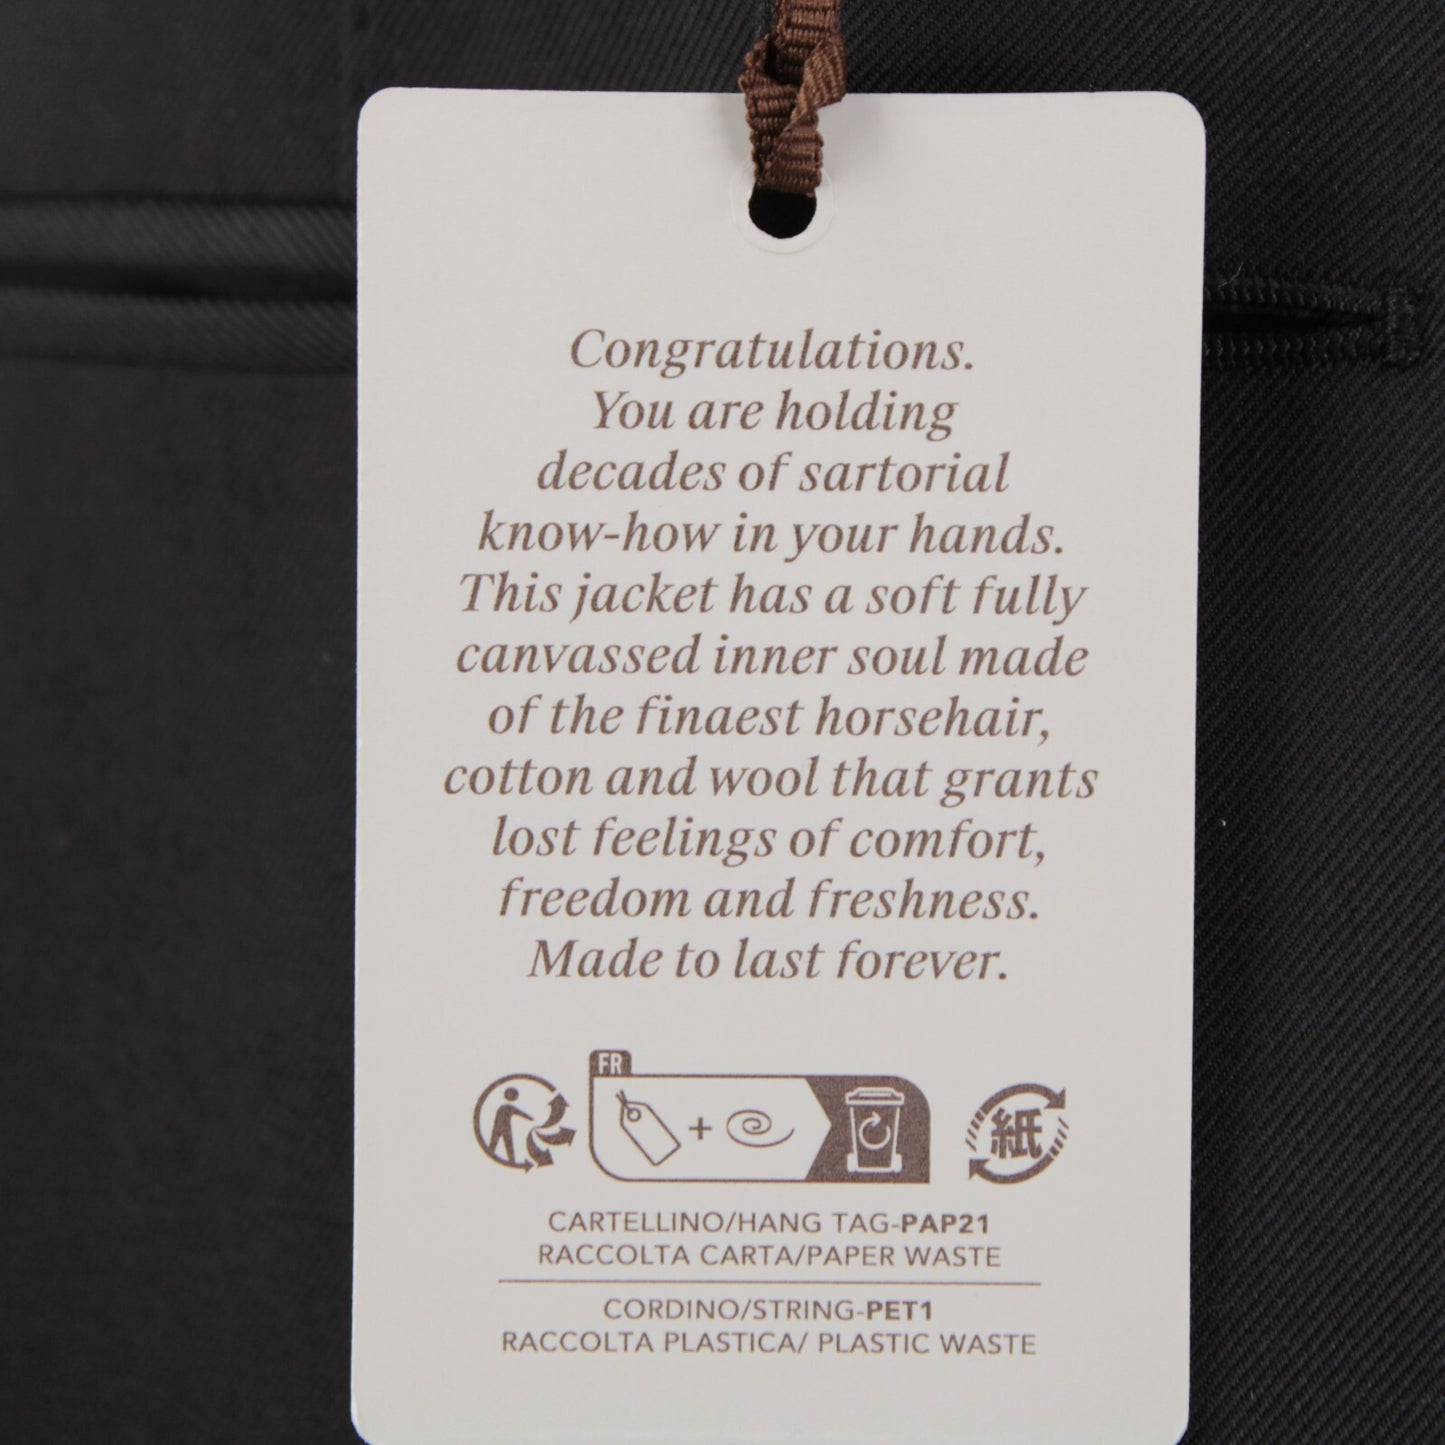 Congratulations.
You are holding
decades of sartorial
know-how in your hands.
This jacket has a soft fully
canvassed inner soul made
of the finaest horsehair,
cotton and wool that grants
lost feelings of comfort,
freedom and freshness.
Made to last forever.
FR
+
紙
CARTELLINO/HANG TAG-PAP21
RACCOLTA CARTA/PAPER WASTE
CORDINO/STRING-PET1
RACCOLTA PLASTICA/ PLASTIC WASTE